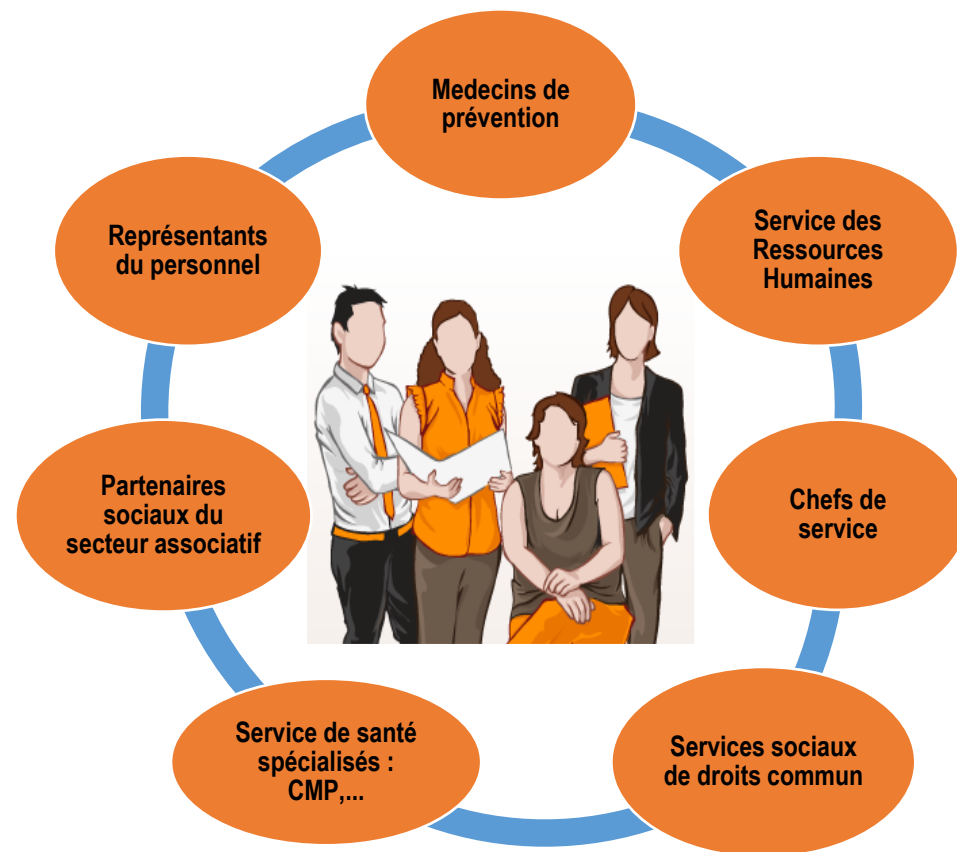 Medecins de
prévention
Service des
Ressources
Humaines
Chefs de
service
Services sociaux
de droits commun
Service de santé
spécialisés :
CMP,...
Partenaires
sociaux du
secteur associatif
Représentants
du personnel